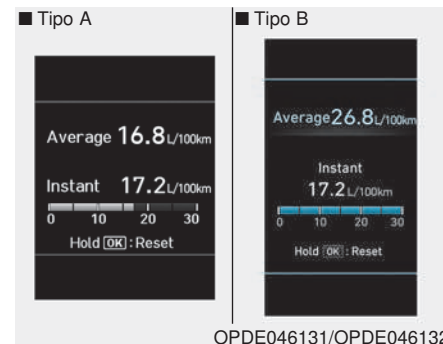 ■ Tipo A
Average 16.8 L/100km
Instant 17.2 L/100km
0 10 20 30
Hold OK : Reset
■ Tipo B
Average 26.8 L/100km
Instant
17.2 L/100km
0 10 20 30
Hold OK : Reset
OPDE046131/OPDE046132